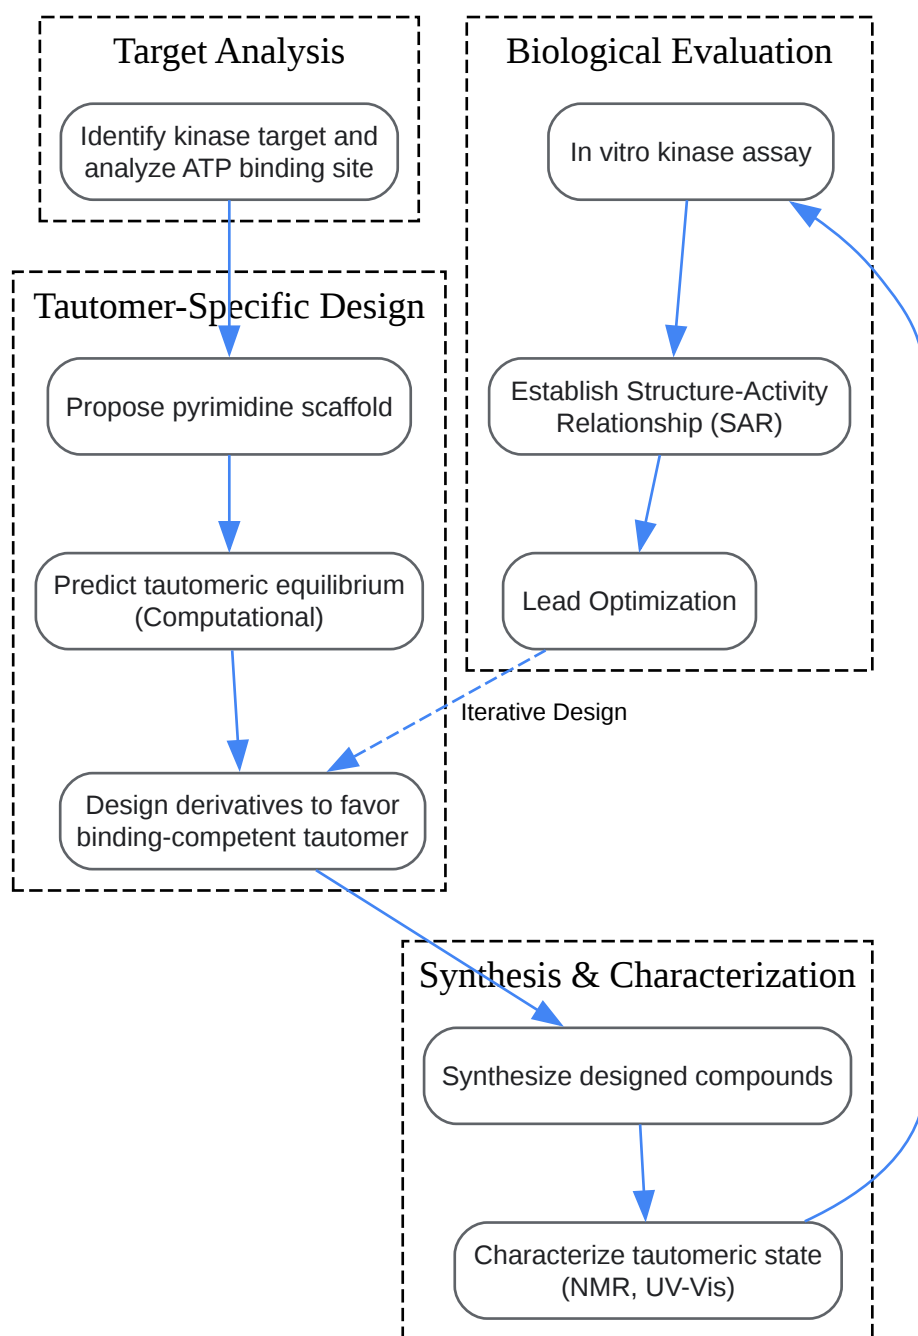 Target Analysis
Identify kinase target and
analyze ATP binding site
Tautomer-Specific Design
Propose pyrimidine scaffold
Predict tautomeric equilibrium
(Computational)
Design derivatives to favor
binding-competent tautomer
Biological Evaluation
In vitro kinase assay
Establish Structure-Activity
Relationship (SAR)
Lead Optimization
Iterative Design
Synthesis & Characterization
Synthesize designed compounds
Characterize tautomeric state
(NMR, UV-Vis)